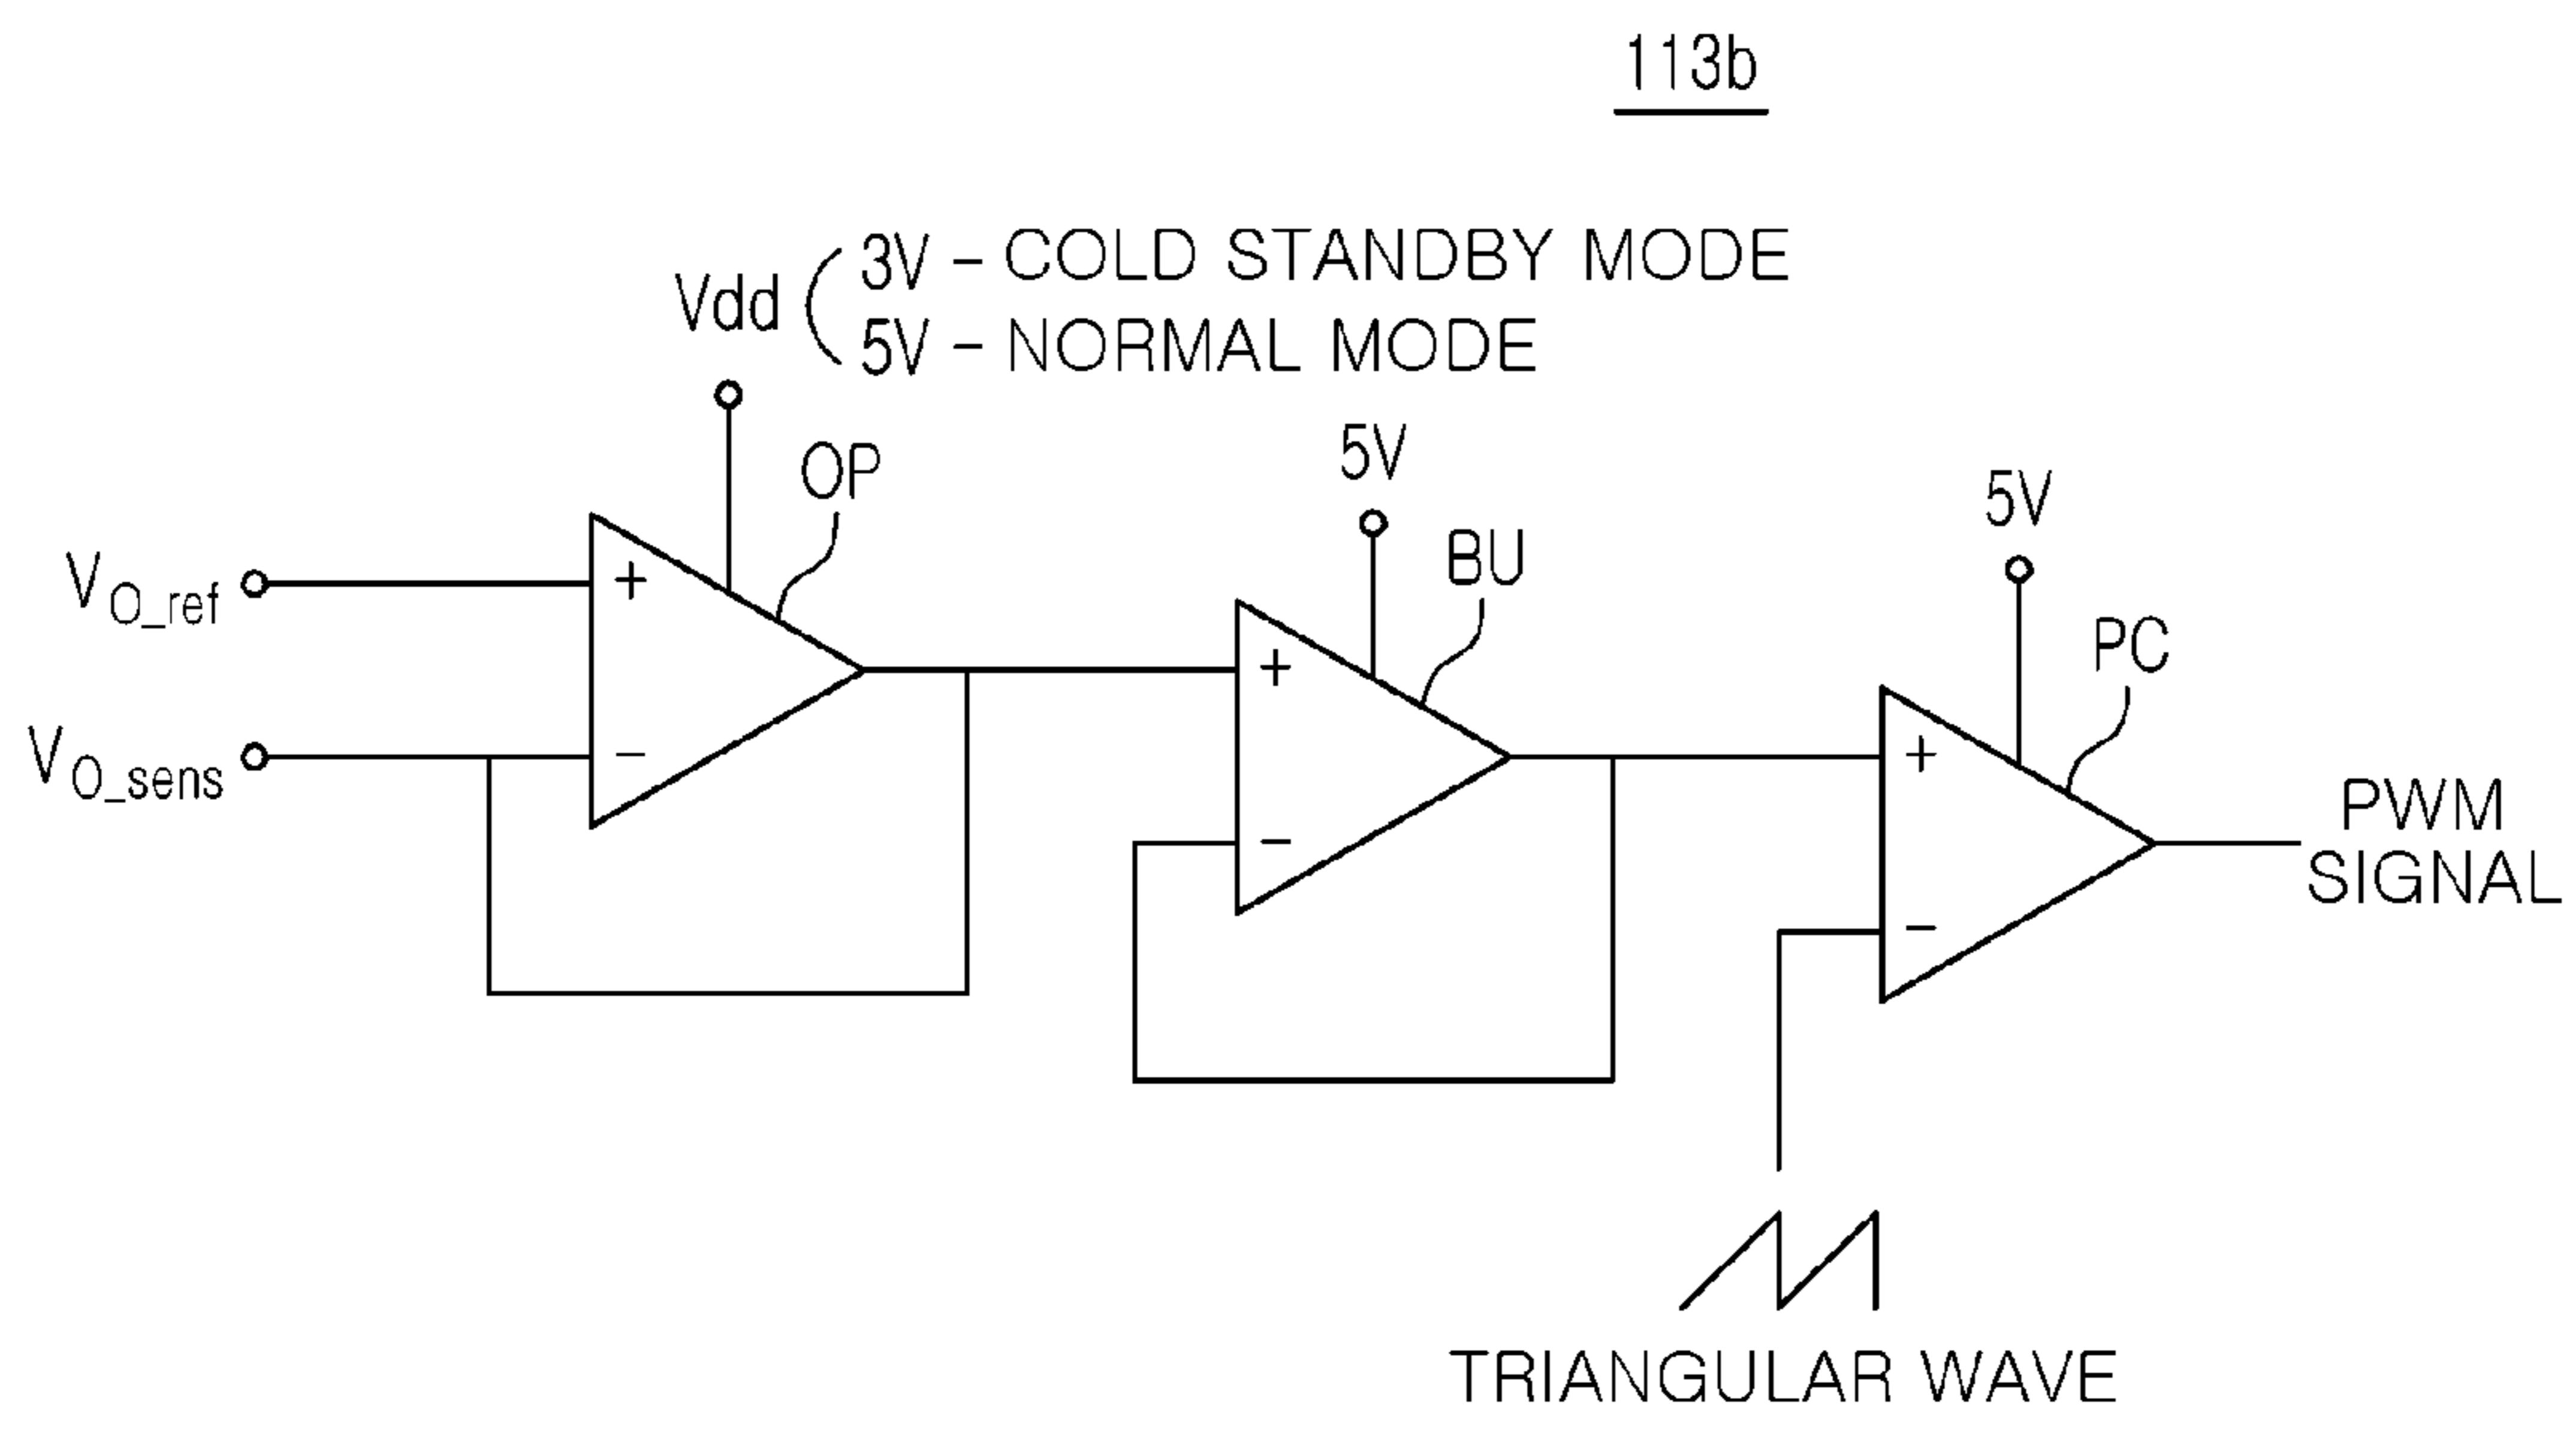 113b
Vdd
3V - COLD STANDBY MODE
5V - NORMAL MODE
OP
5V
BU
5V
PC
VO_ref
+
-
VO_sens
+
-
+
-
PWM
SIGNAL
TRIANGULAR WAVE